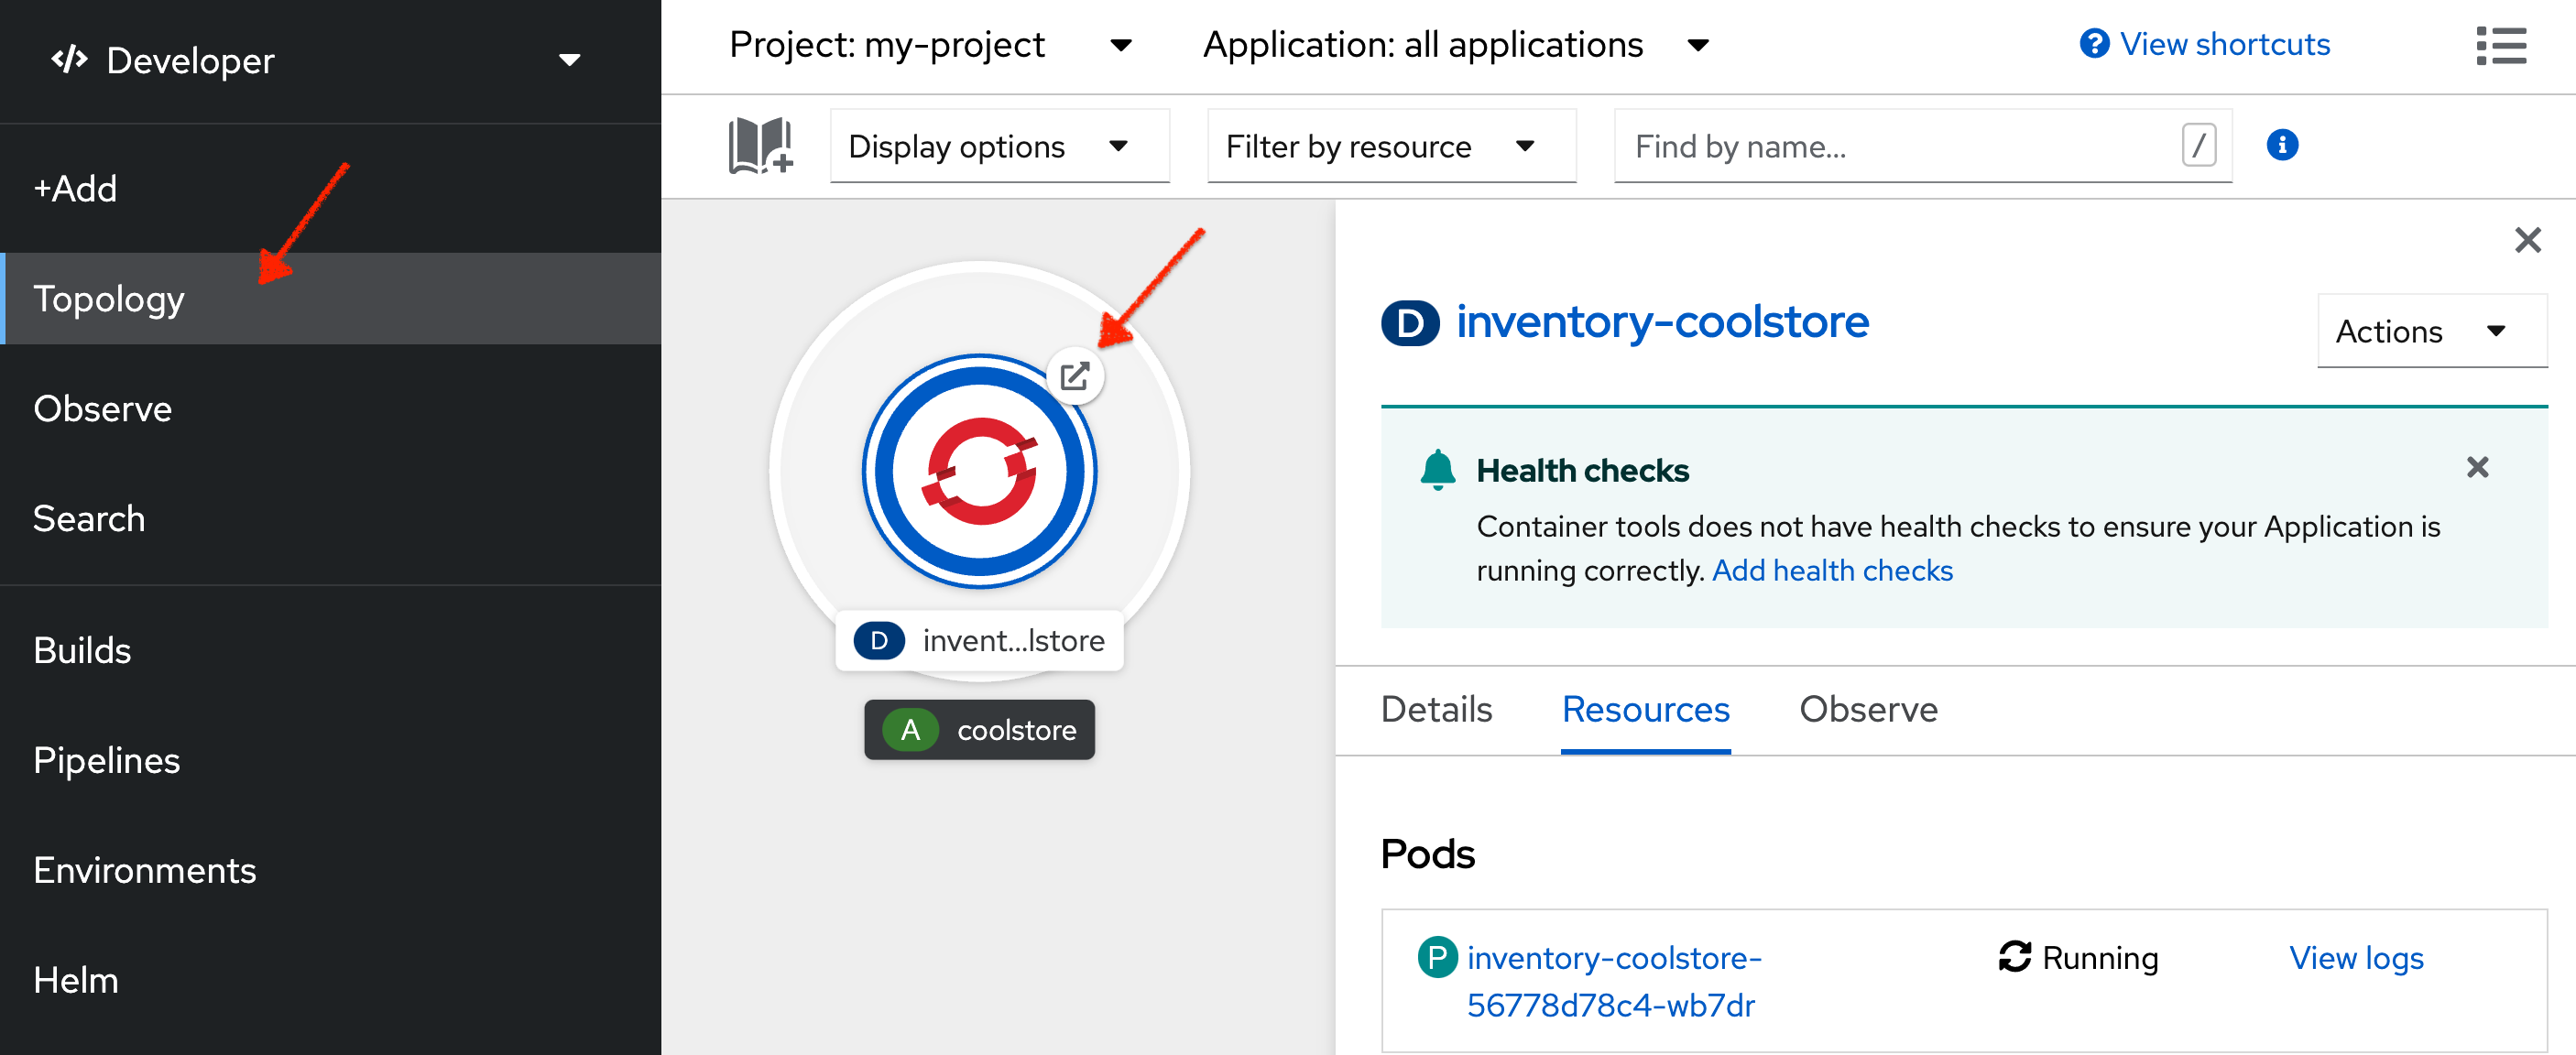 Developer
+Add
Topology
Observe
Search
Builds
Pipelines
Environments
Helm
Project: my-project
Application: all applications
View shortcuts
Display options
Filter by resource
Find by name...
/
D invent...lstore
A coolstore
D inventory-coolstore
Actions
Health checks
Container tools does not have health checks to ensure your Application is
running correctly. Add health checks
Details
Resources
Observe
Pods
P inventory-coolstore-
56778d78c4-wb7dr
Running
View logs